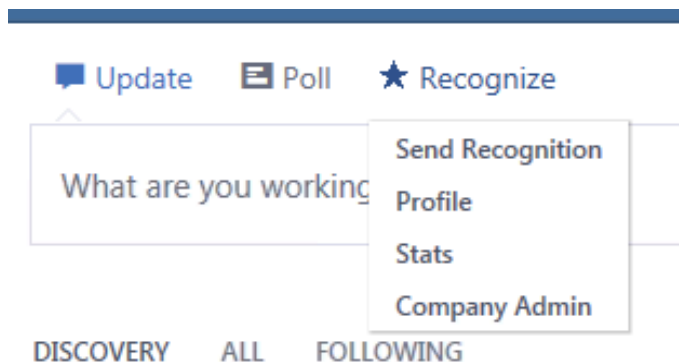 Update Poll Recognize
Send Recognition
What are you working
Profile
Stats
Company Admin
DISCOVERY ALL FOLLOWING